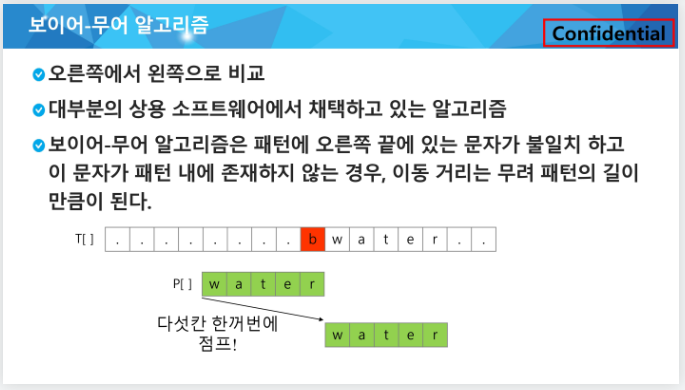 보이어-무어 알고리즘
Confidential
오른쪽에서 왼쪽으로 비교
대부분의 상용 소프트웨어에서 채택하고 있는 알고리즘
보이어-무어 알고리즘은 패턴에 오른쪽 끝에 있는 문자가 불일치 하고
이 문자가 패턴 내에 존재하지 않는 경우, 이동 거리는 무려 패턴의 길이
만큼이 된다.
T[ ] . . . . . . . . b w a t e r . .
P[ ] w a t e r
다섯칸 한꺼번에
점프!
w a t e r